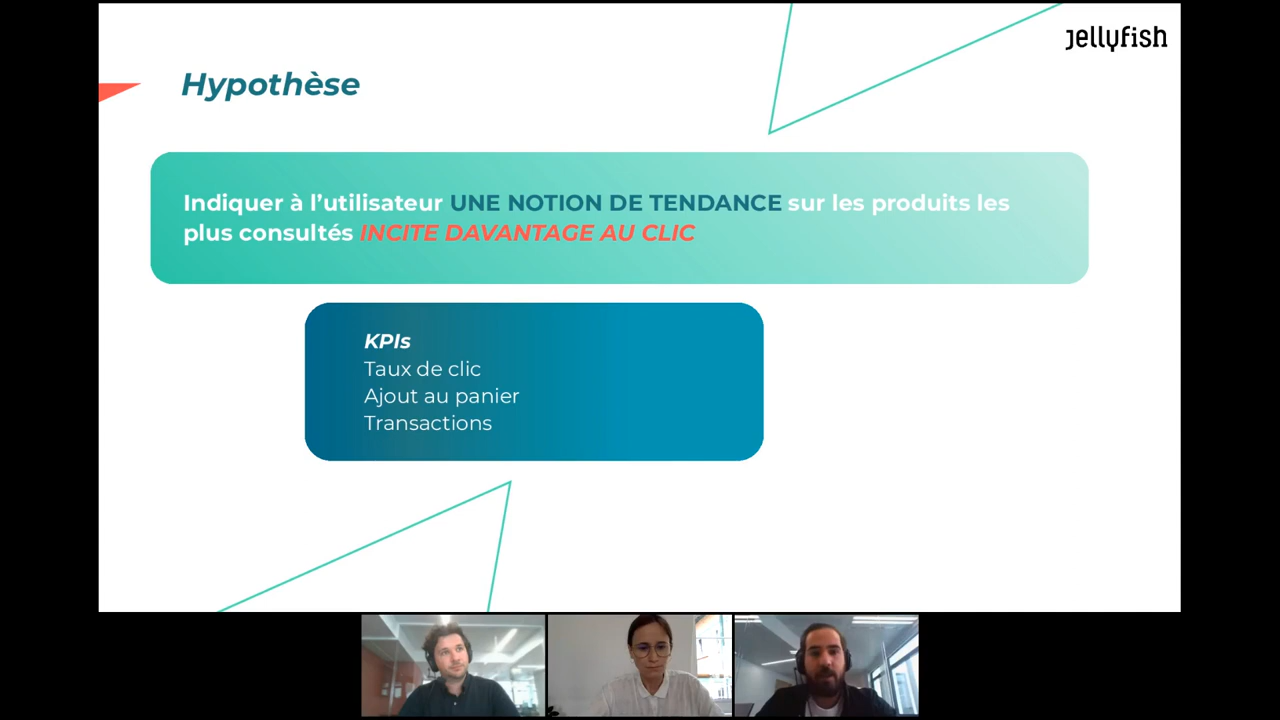 jellyfish
Hypothèse
Indiquer à l’utilisateur UNE NOTION DE TENDANCE sur les produits les
plus consultés INCITE DAVANTAGE AU CLIC
KPIs
Taux de clic
Ajout au panier
Transactions